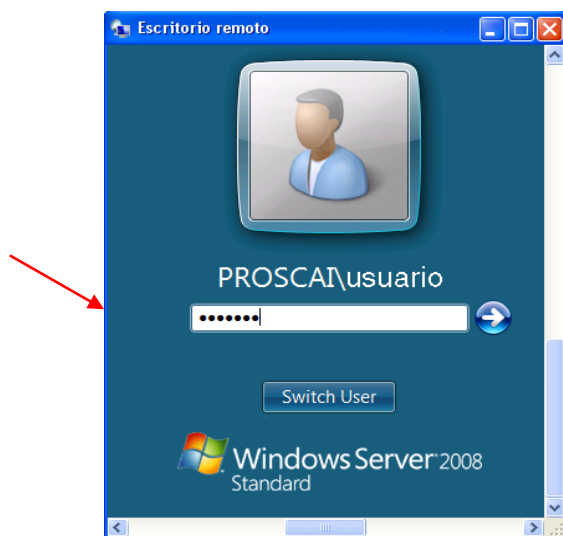 Escritorio remoto
PROSCAI\usuario
•••••••
Switch User
Windows Server 2008
Standard